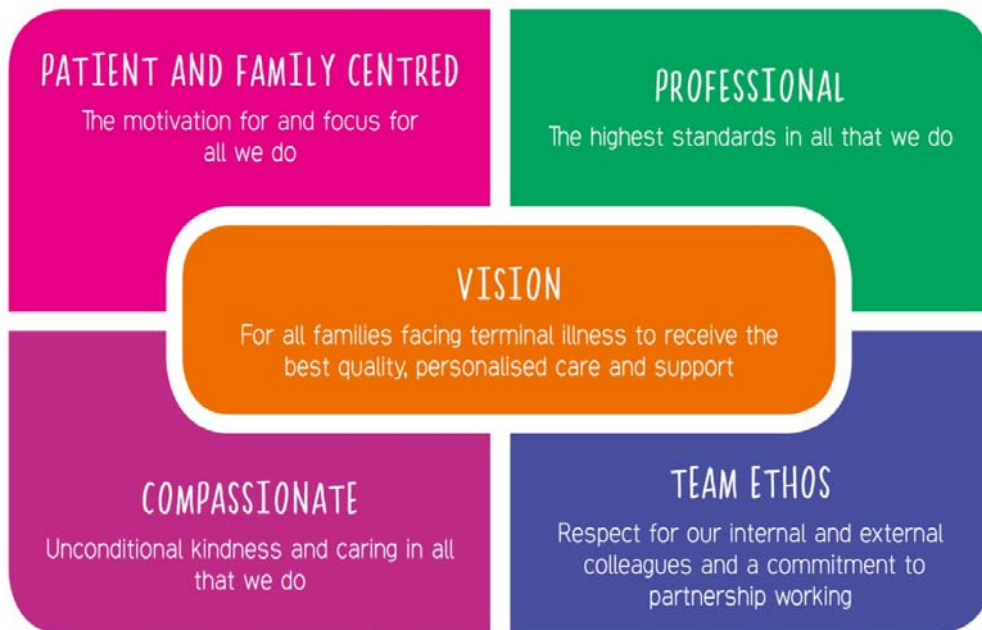 PATIENT AND FAMILY CENTRED
The motivation for and focus for
all we do
PROFESSIONAL
The highest standards in all that we do
VISION
For all families facing terminal illness to receive the
best quality, personalised care and support
COMPASSIONATE
Unconditional kindness and caring in all
that we do
TEAM ETHOS
Respect for our internal and external
colleagues and a commitment to
partnership working